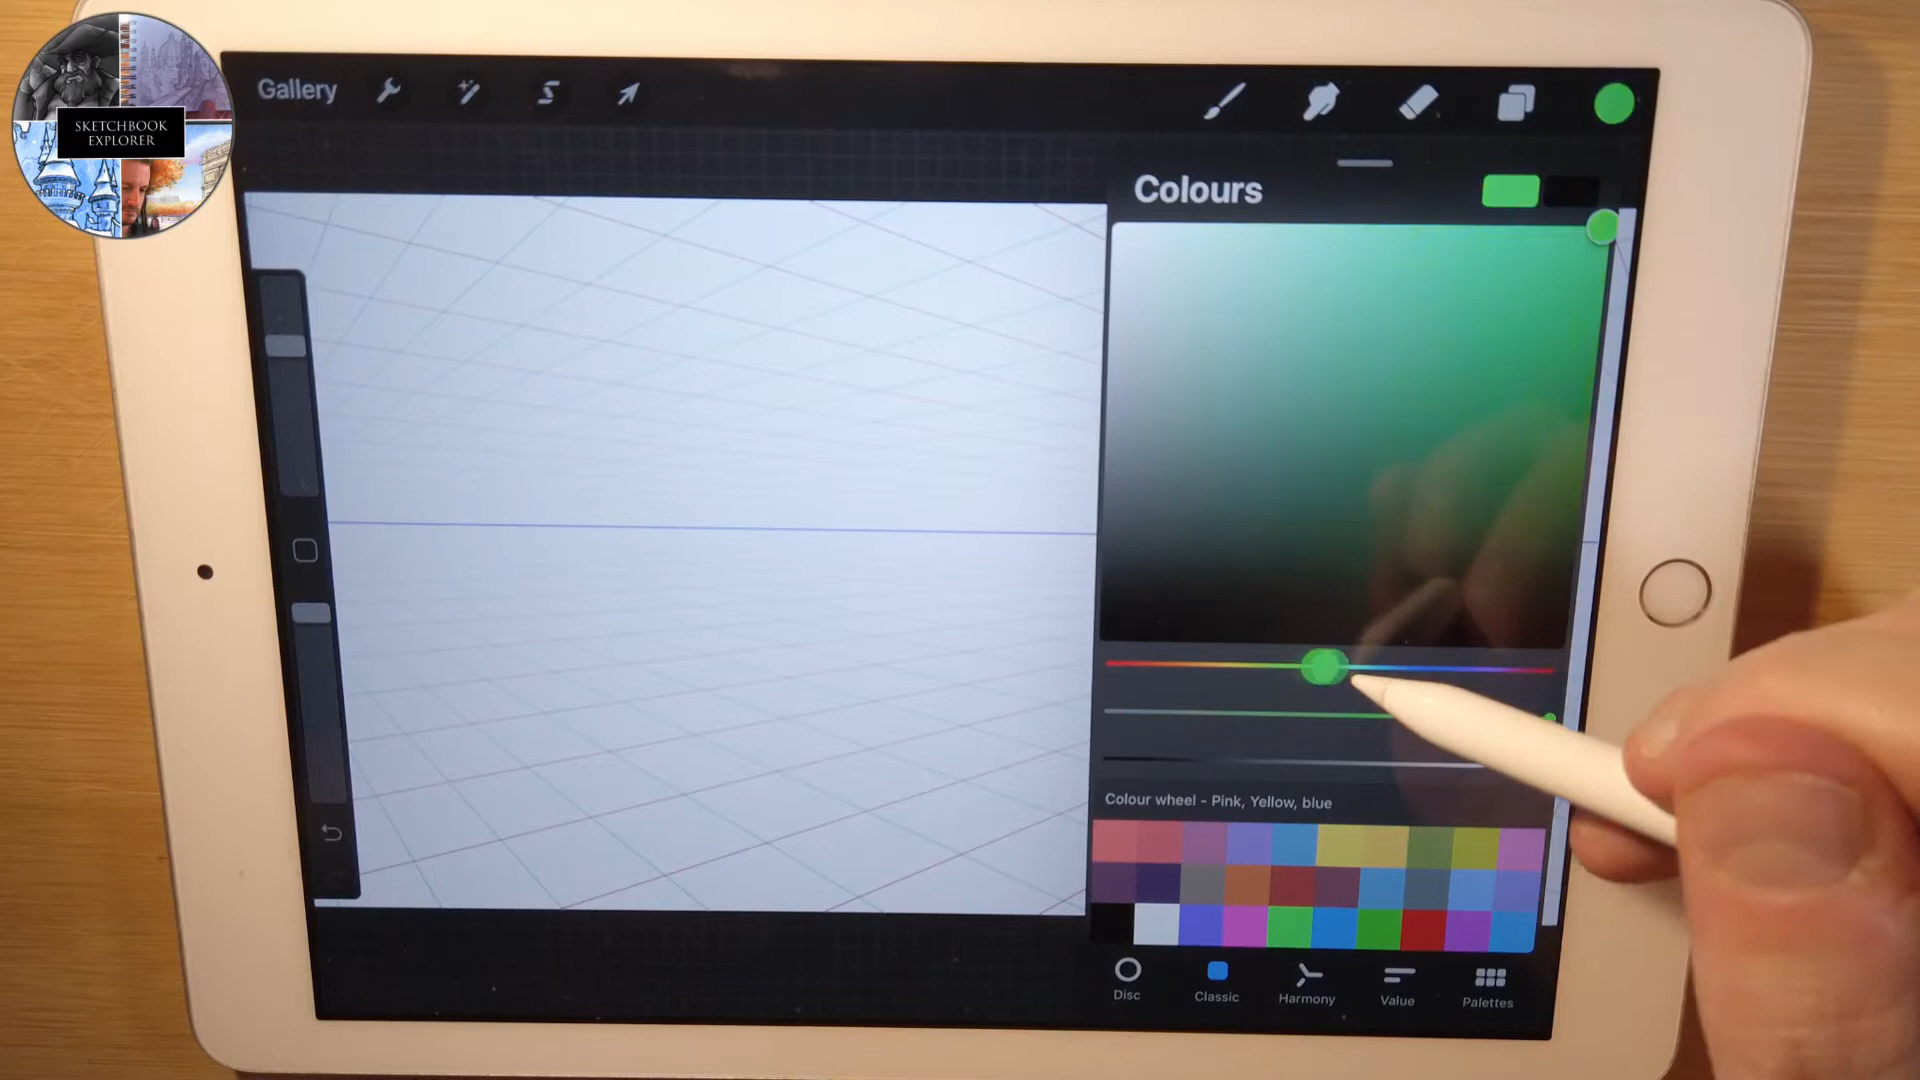 SKETCHBOOK
EXPLORER
Gallery
Colours
Colour wheel - Pink, Yellow, blue
Disc
Classic
Harmony
Value
Palettes